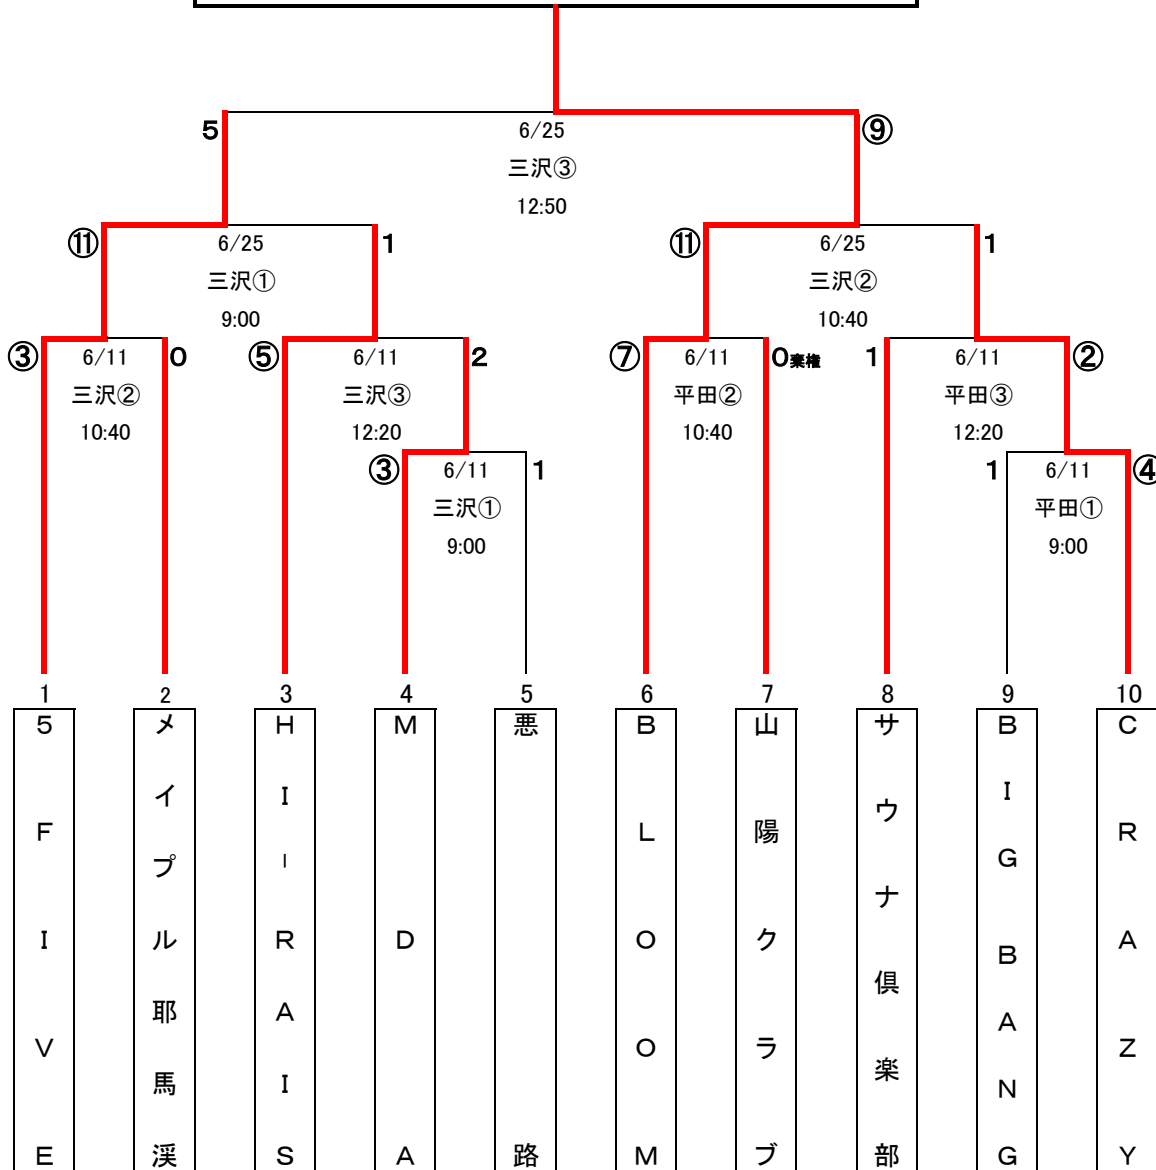 5
6/25
⑨
三沢③
12:50
⑪
6/25
1
⑪
6/25
1
三沢①
三沢②
9:00
10:40
③
6/11
0
⑤
6/11
2
⑦
6/11
0棄権
1
6/11
②
三沢②
三沢③
平田②
平田③
10:40
12:20
10:40
12:20
③
6/11
1
1
6/11
④
三沢①
平田①
9:00
9:00
1
2
3
4
5
6
7
8
9
10
5FIVE
メイプル耶馬渓
HI-RAIS
MDA
悪路
BLOOM
山陽クラブ
サウナ倶楽部
BIG BANG
CRAZY